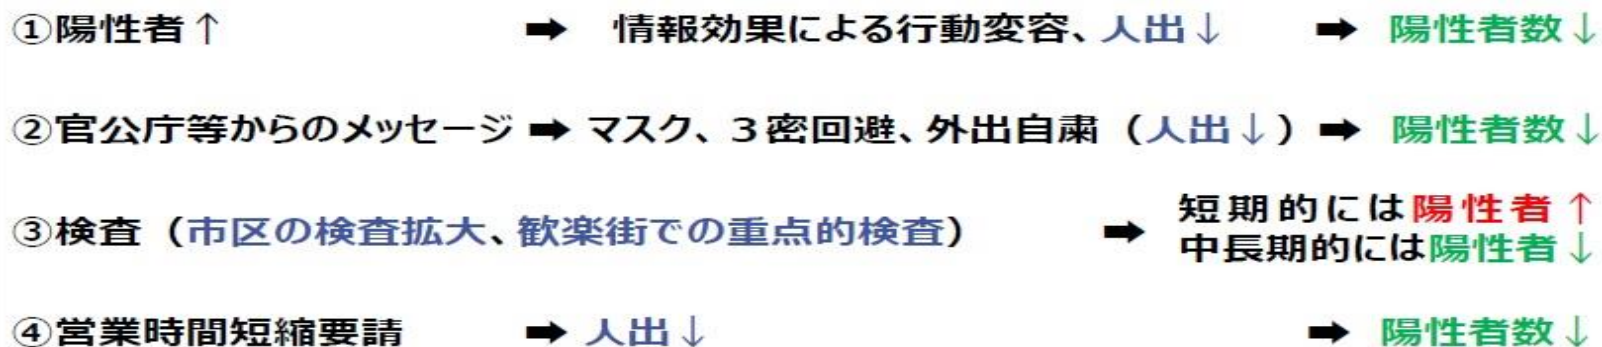 ①陽性者↑ ➡ 情報効果による行動変容、人出↓ ➡ 陽性者数↓
②官公庁等からのメッセージ ➡ マスク、3密回避、外出自粛（人出↓）➡ 陽性者数↓
③検査（市区の検査拡大、歓楽街での重点的検査） ➡ 短期的には陽性者↑
中長期的には陽性者↓
④営業時間短縮要請 ➡ 人出↓ ➡ 陽性者数↓